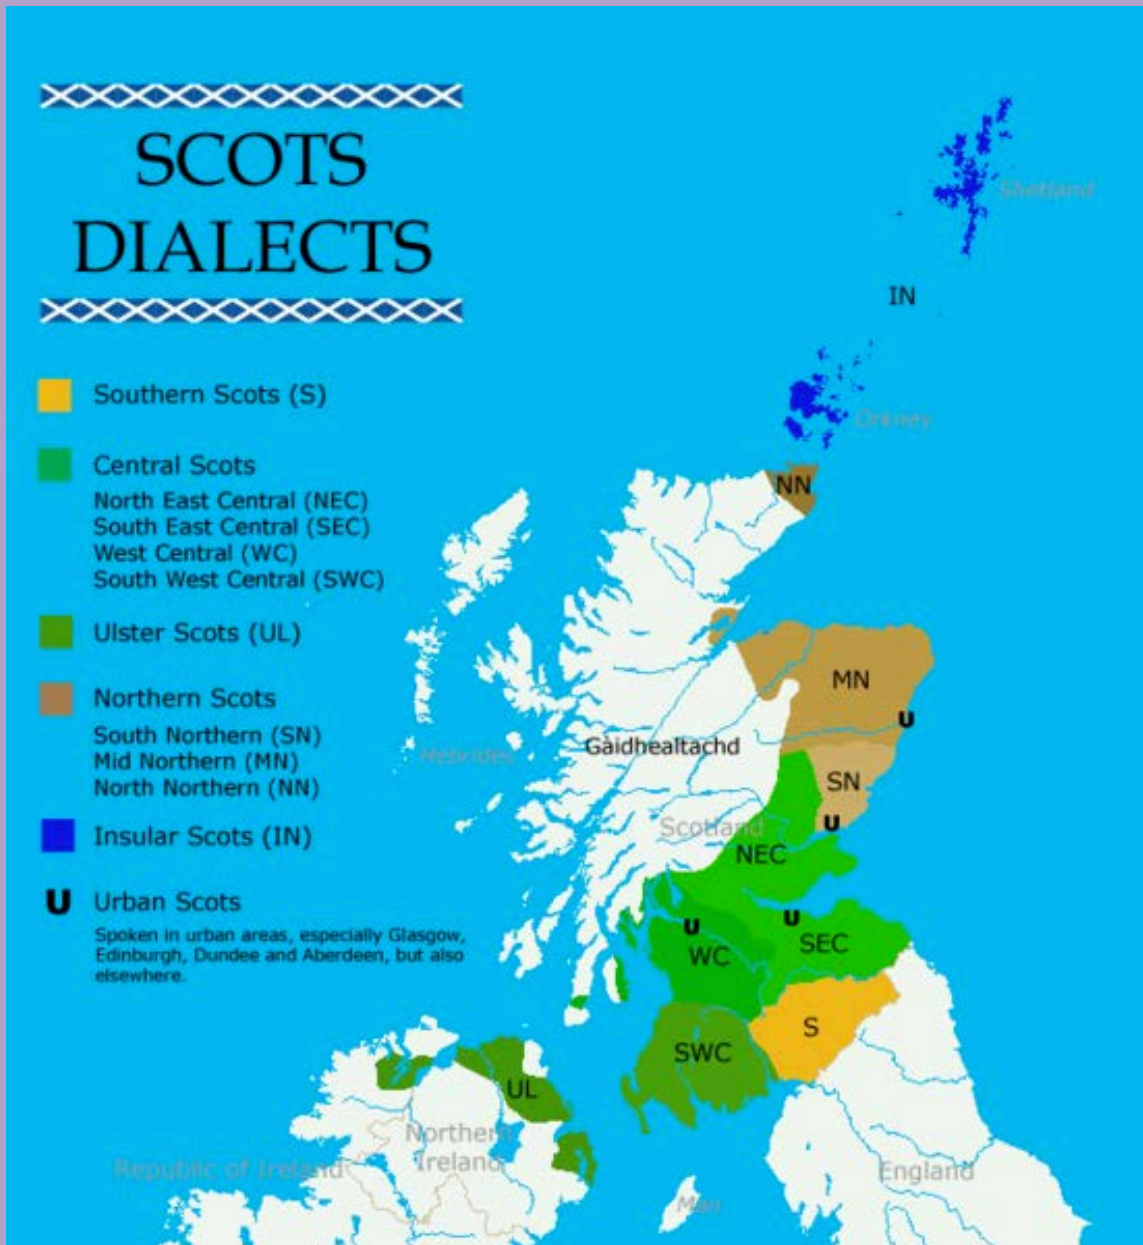 SCOTS
DIALECTS
Southern Scots (S)
Central Scots
North East Central (NEC)
South East Central (SEC)
West Central (WC)
South West Central (SWC)
Ulster Scots (UL)
Northern Scots
South Northern (SN)
Mid Northern (MN)
North Northern (NN)
Insular Scots (IN)
U Urban Scots
Spoken in urban areas, especially Glasgow,
Edinburgh, Dundee and Aberdeen, but also
elsewhere.
Shetland
IN
Orkney
NN
MN
U
Hebrides
Gàidhealtachd
SN
U
Scotland
NEC
U
U
SEC
WC
S
SWC
UL
Northern
Ireland
Republic of Ireland
Man
England